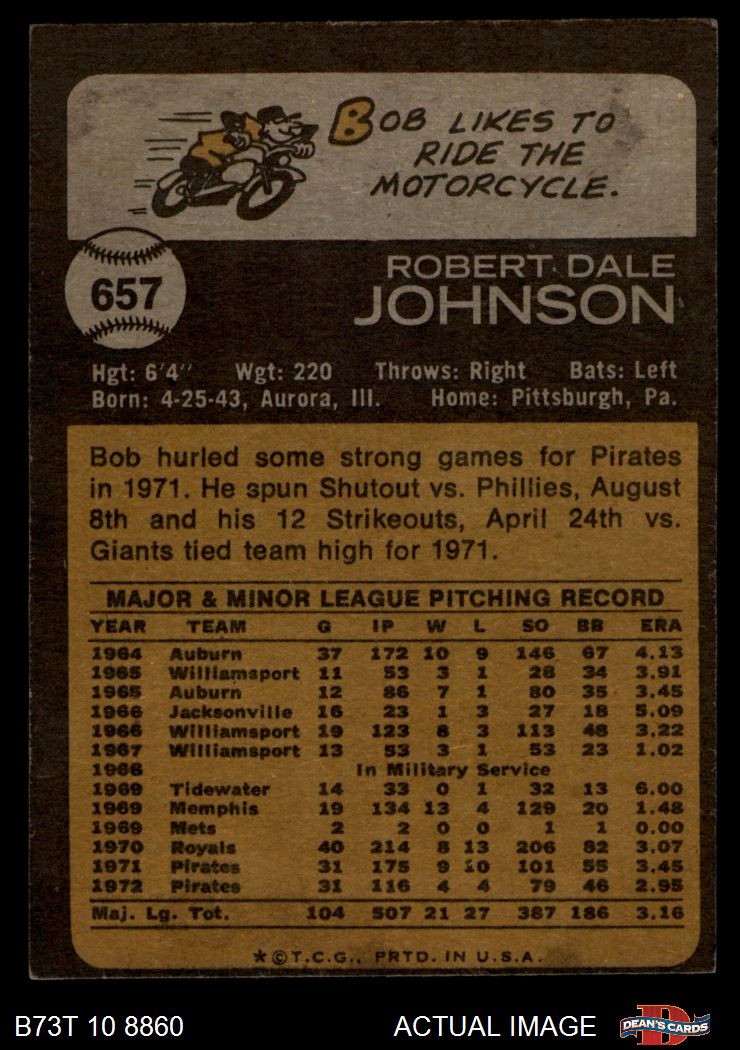 BOB LIKES TO
RIDE THE
MOTORCYCLE.
657
ROBERT DALE
JOHNSON
Hgt: 6'4" Wgt: 220 Throws: Right Bats: Left
Born: 4-25-43, Aurora, Ill. Home: Pittsburgh, Pa.
Bob hurled some strong games for Pirates
in 1971. He spun Shutout vs. Phillies, August
8th and his 12 Strikeouts, April 24th vs.
Giants tied team high for 1971.
MAJOR & MINOR LEAGUE PITCHING RECORD
YEAR TEAM G IP W L SO BB ERA
1964 Auburn 37 172 10 9 146 67 4.13
1965 Williamsport 11 53 3 1 28 34 3.91
1965 Auburn 12 86 7 1 80 35 3.45
1966 Jacksonville 16 23 1 3 27 18 5.09
1966 Williamsport 19 123 8 3 113 48 3.22
1967 Williamsport 13 53 3 1 53 23 1.02
1968 In Military Service
1969 Tidewater 14 33 0 1 32 13 6.00
1969 Memphis 19 134 13 4 129 20 1.48
1969 Mets 2 2 0 0 1 1 0.00
1970 Royals 40 214 8 13 206 82 3.07
1971 Pirates 31 175 9 10 101 55 3.45
1972 Pirates 31 116 4 4 79 46 2.95
Maj. Lg. Tot. 104 507 21 27 387 186 3.16
*©T.C.G., PRTD. IN U.S.A.
B73T 10 8860 ACTUAL IMAGE D DEAN'S CARDS